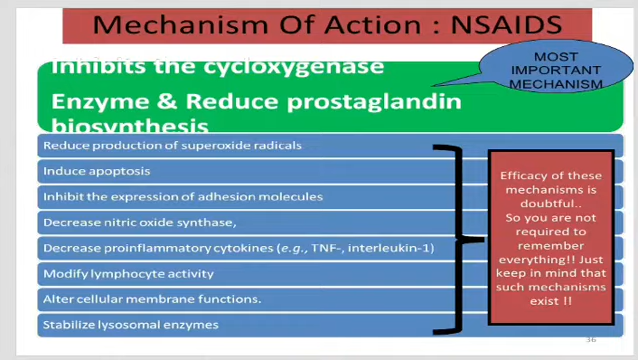 Mechanism Of Action : NSAIDS
MOST
IMPORTANT
MECHANISM
Inhibits the cycloxygenase
Enzyme & Reduce prostaglandin
biosynthesis
Reduce production of superoxide radicals
Induce apoptosis
Inhibit the expression of adhesion molecules
Decrease nitric oxide synthase,
Decrease proinflammatory cytokines (e.g., TNF-, interleukin-1)
Modify lymphocyte activity
Alter cellular membrane functions.
Stabilize lysosomal enzymes
Efficacy of these
mechanisms is
doubtful..
So you are not
required to
remember
everything!! Just
keep in mind that
such mechanisms
exist !!
36